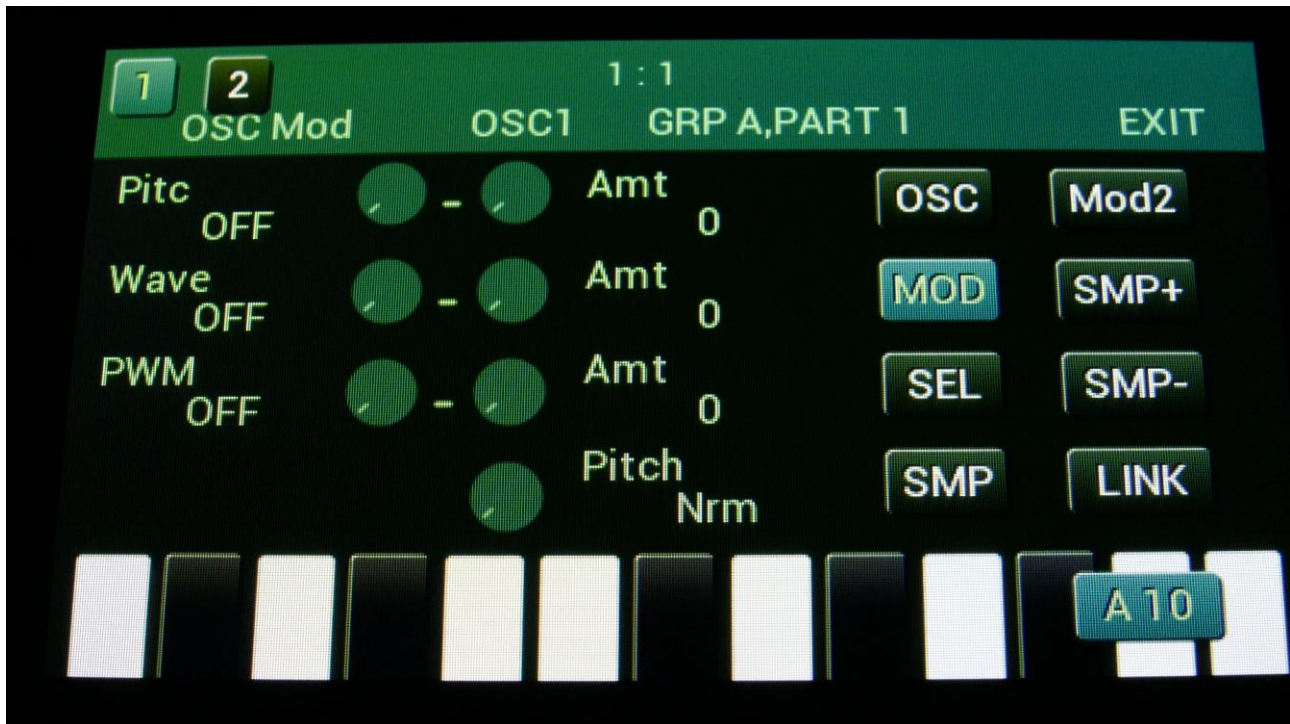 1 2 1 : 1
OSC Mod OSC1 GRP A,PART 1 EXIT
Pitc Amt OSC Mod2
OFF 0
Wave Amt MOD SMP+
OFF 0
PWM Amt SEL SMP-
OFF 0
Pitch SMP LINK
Nrm
A 10